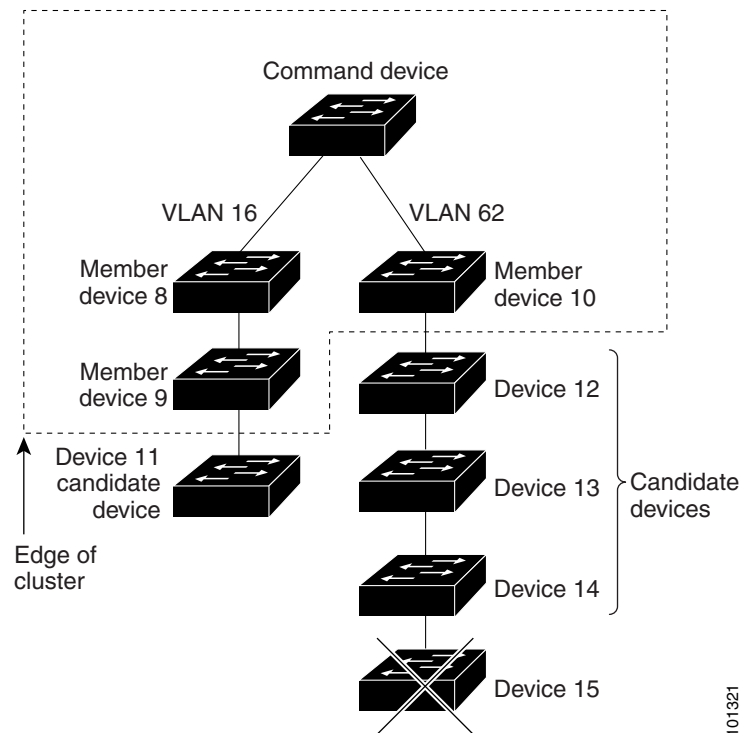 Command device
VLAN 16
VLAN 62
Member
device 8
Member
device 10
Member
device 9
Device 12
Device 11
candidate
device
Device 13
Candidate
devices
Edge of
cluster
Device 14
Device 15
101321